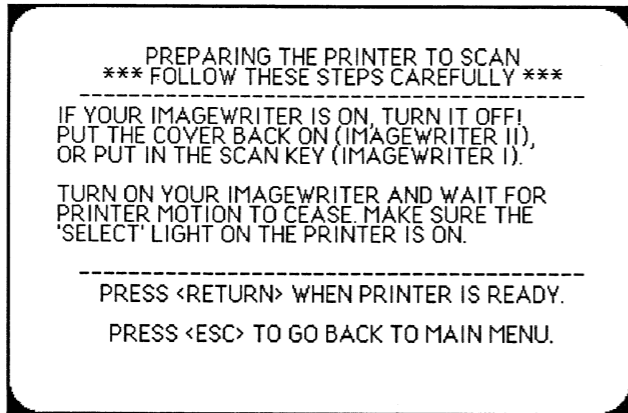 PREPARING THE PRINTER TO SCAN
*** FOLLOW THESE STEPS CAREFULLY ***
------------------------------------------
IF YOUR IMAGEWRITER IS ON, TURN IT OFF!
PUT THE COVER BACK ON (IMAGEWRITER II),
OR PUT IN THE SCAN KEY (IMAGEWRITER I).
TURN ON YOUR IMAGEWRITER AND WAIT FOR
PRINTER MOTION TO CEASE. MAKE SURE THE
'SELECT' LIGHT ON THE PRINTER IS ON.
------------------------------------------
PRESS <RETURN> WHEN PRINTER IS READY.
PRESS <ESC> TO GO BACK TO MAIN MENU.